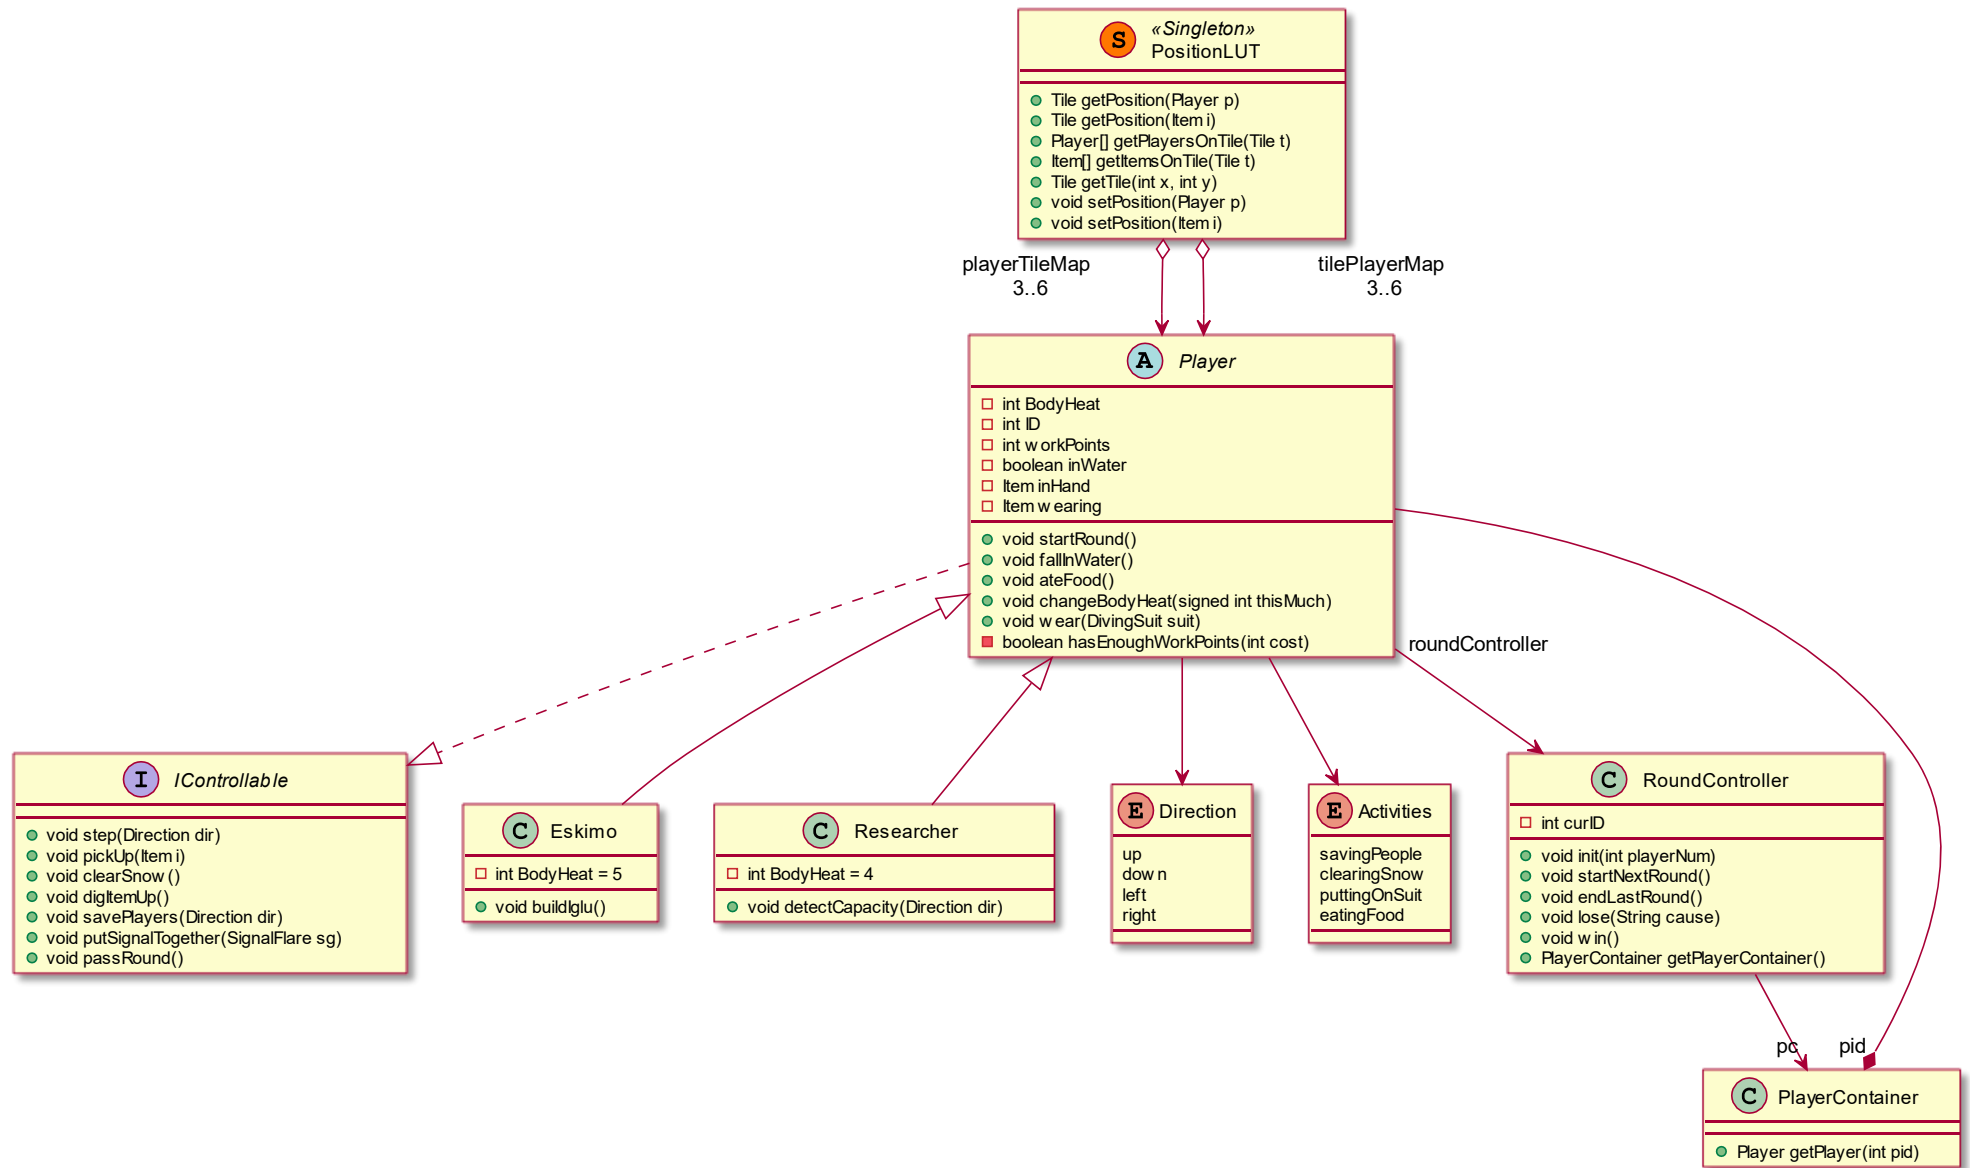 S «Singleton»
PositionLUT
Tile getPosition(Player p)
Tile getPosition(Item i)
Player[] getPlayersOnTile(Tile t)
Item[] getItemsOnTile(Tile t)
Tile getTile(int x, int y)
void setPosition(Player p)
void setPosition(Item i)
playerTileMap
3..6
tilePlayerMap
3..6
A Player
int BodyHeat
int ID
int workPoints
boolean inWater
Item inHand
Item wearing
void startRound()
void fallInWater()
void ateFood()
void changeBodyHeat(signed int thisMuch)
void wear(DivingSuit suit)
boolean hasEnoughWorkPoints(int cost)
roundController
I IControllable
void step(Direction dir)
void pickUp(Item i)
void clearSnow()
void digItemUp()
void savePlayers(Direction dir)
void putSignalTogether(SignalFlare sg)
void passRound()
C Eskimo
int BodyHeat = 5
void buildIglu()
C Researcher
int BodyHeat = 4
void detectCapacity(Direction dir)
E Direction
up
down
left
right
E Activities
savingPeople
clearingSnow
puttingOnSuit
eatingFood
C RoundController
int curID
void init(int playerNum)
void startNextRound()
void endLastRound()
void lose(String cause)
void win()
PlayerContainer getPlayerContainer()
pc
pid
C PlayerContainer
Player getPlayer(int pid)